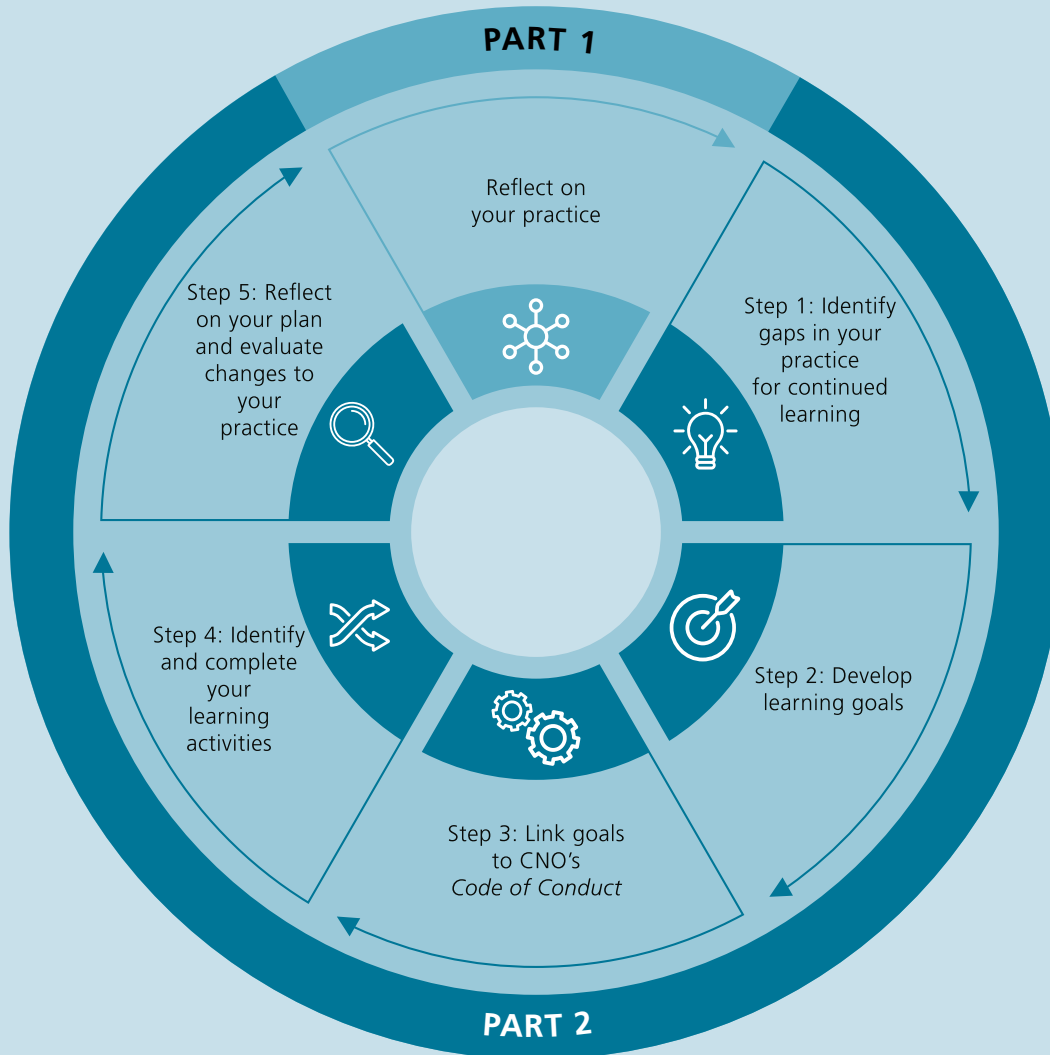 PART 1
Reflect on
your practice
Step 1: Identify
gaps in your
practice
for continued
learning
Step 2: Develop
learning goals
Step 3: Link goals
to CNO’s
Code of Conduct
Step 4: Identify
and complete
your
learning
activities
Step 5: Reflect
on your plan
and evaluate
changes to
your
practice
PART 2